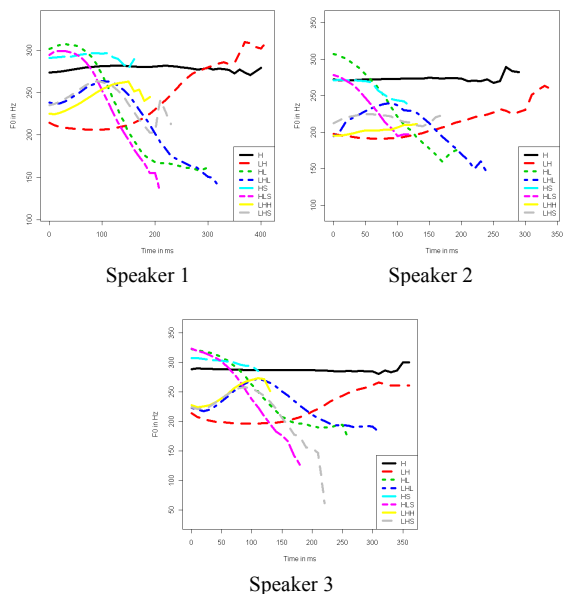 F0 in Hz
100 150 200 250 300
0 100 200 300 400
Time in ms
H
LH
HL
LHL
HS
HLS
LHH
LHS
Speaker 1
F0 in Hz
100 150 200 250 300 350
0 50 100 150 200 250 300
Time in ms
H
LH
HL
LHL
HS
HLS
LHH
LHS
Speaker 2
F0 in Hz
50 100 150 200 250 300 350
0 50 100 150 200 250 300 350
Time in ms
H
LH
HL
LHL
HS
HLS
LHH
LHS
Speaker 3